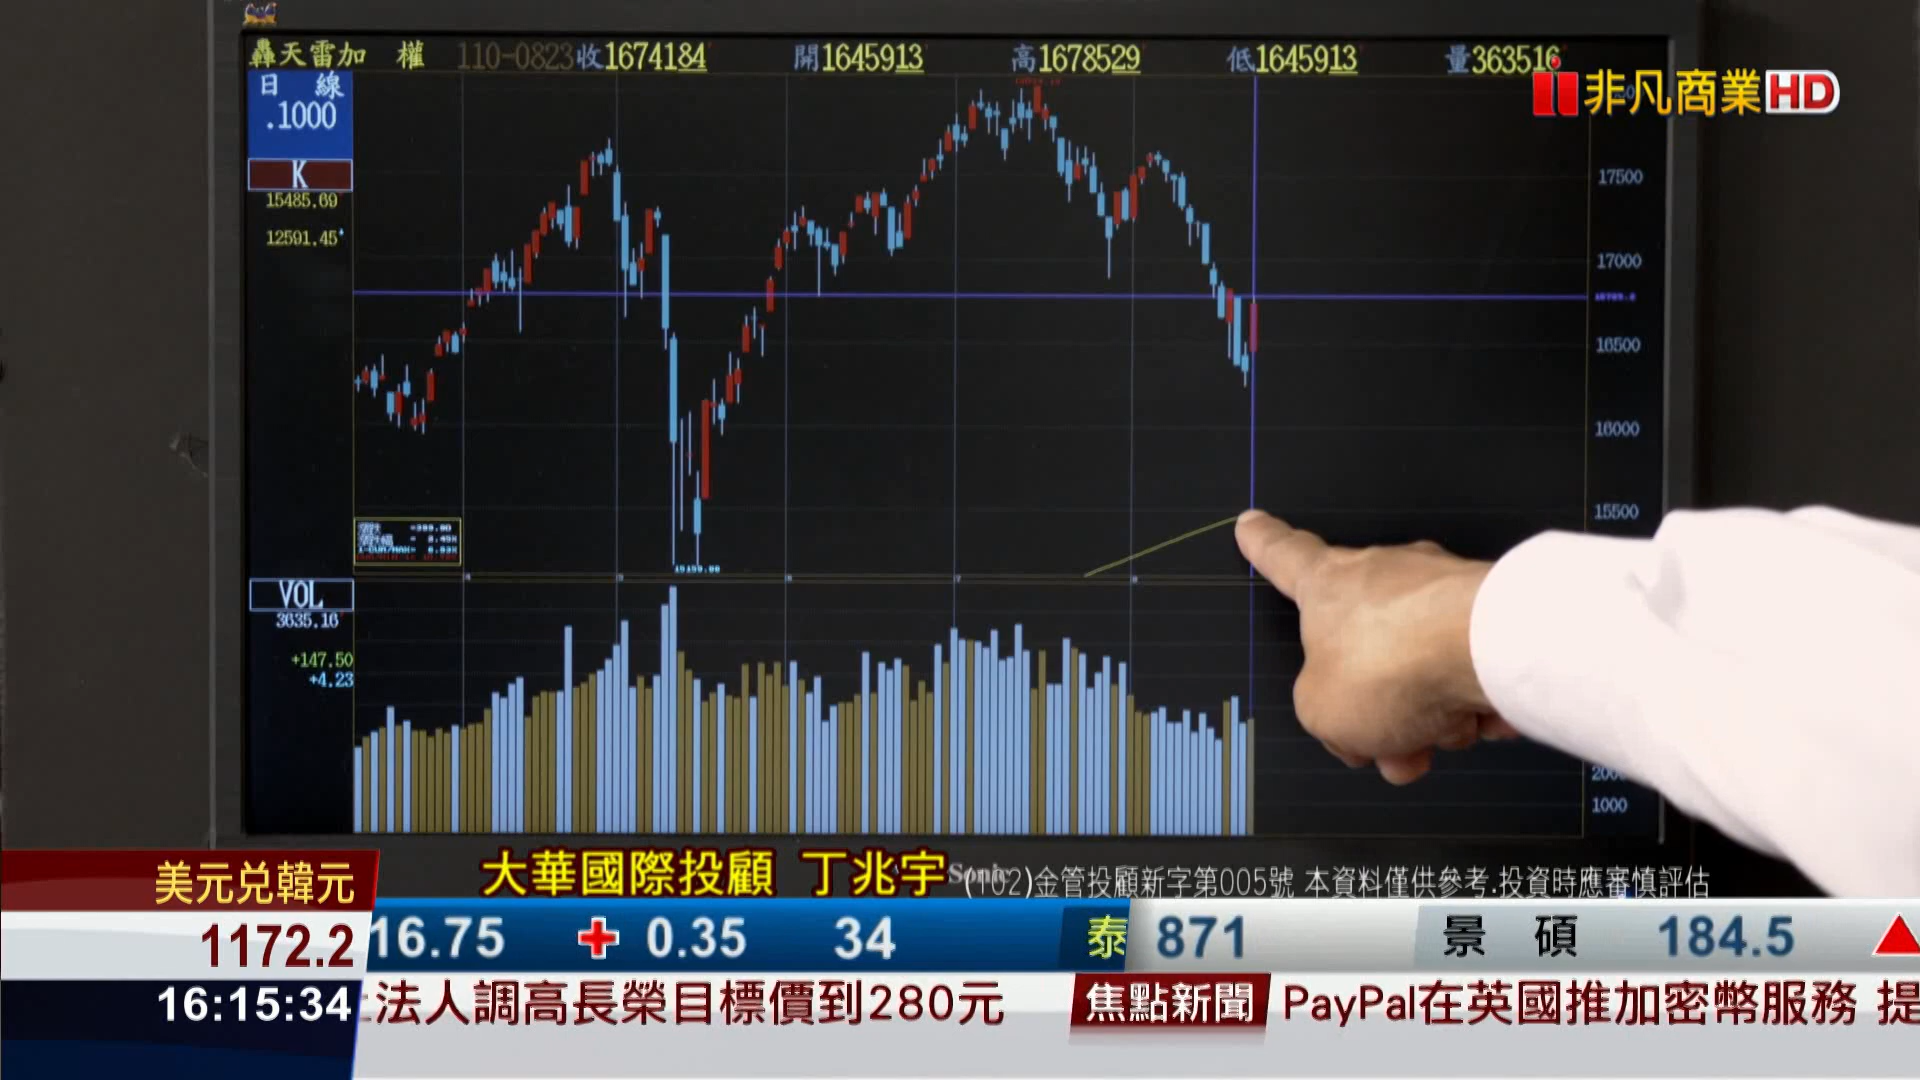 轟天雷加 權 110-0823收1674184 開1645913 高1678529 低1645913 量363516
非凡商業HD
日 線
.1000
K
15485.69
12591.45
17500
17000
16500
16000
15500
VOL
3635.16
+147.50
+4.23
1000
美元兌韓元
1172.2
16:15:34
大華國際投顧 丁兆宇
(102)金管投顧新字第005號 本資料僅供參考.投資時應審慎評估
16.75 + 0.35 34 泰 871 景 碩 184.5 ▲
法人調高長榮目標價到280元 焦點新聞 PayPal在英國推加密幣服務 提